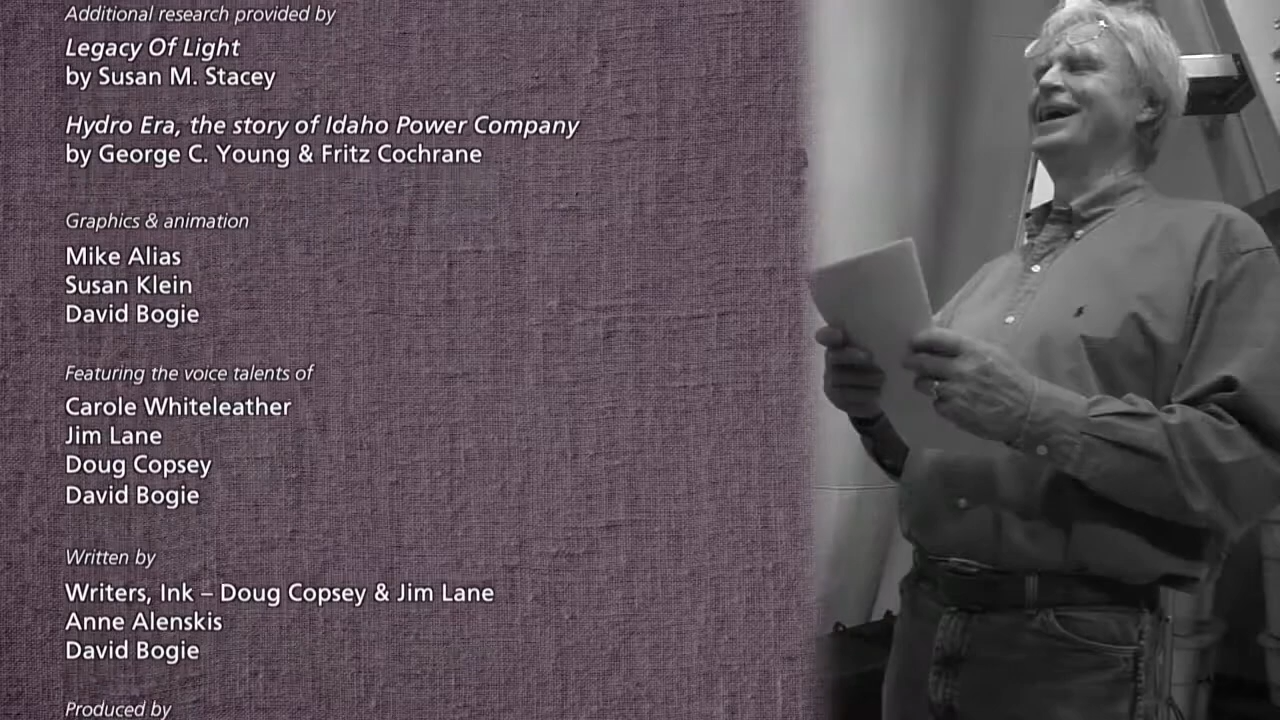 Additional research provided by
Legacy Of Light
by Susan M. Stacey
Hydro Era, the story of Idaho Power Company
by George C. Young & Fritz Cochrane
Graphics & animation
Mike Alias
Susan Klein
David Bogie
Featuring the voice talents of
Carole Whiteleather
Jim Lane
Doug Copsey
David Bogie
Written by
Writers, Ink – Doug Copsey & Jim Lane
Anne Alenskis
David Bogie
Produced by